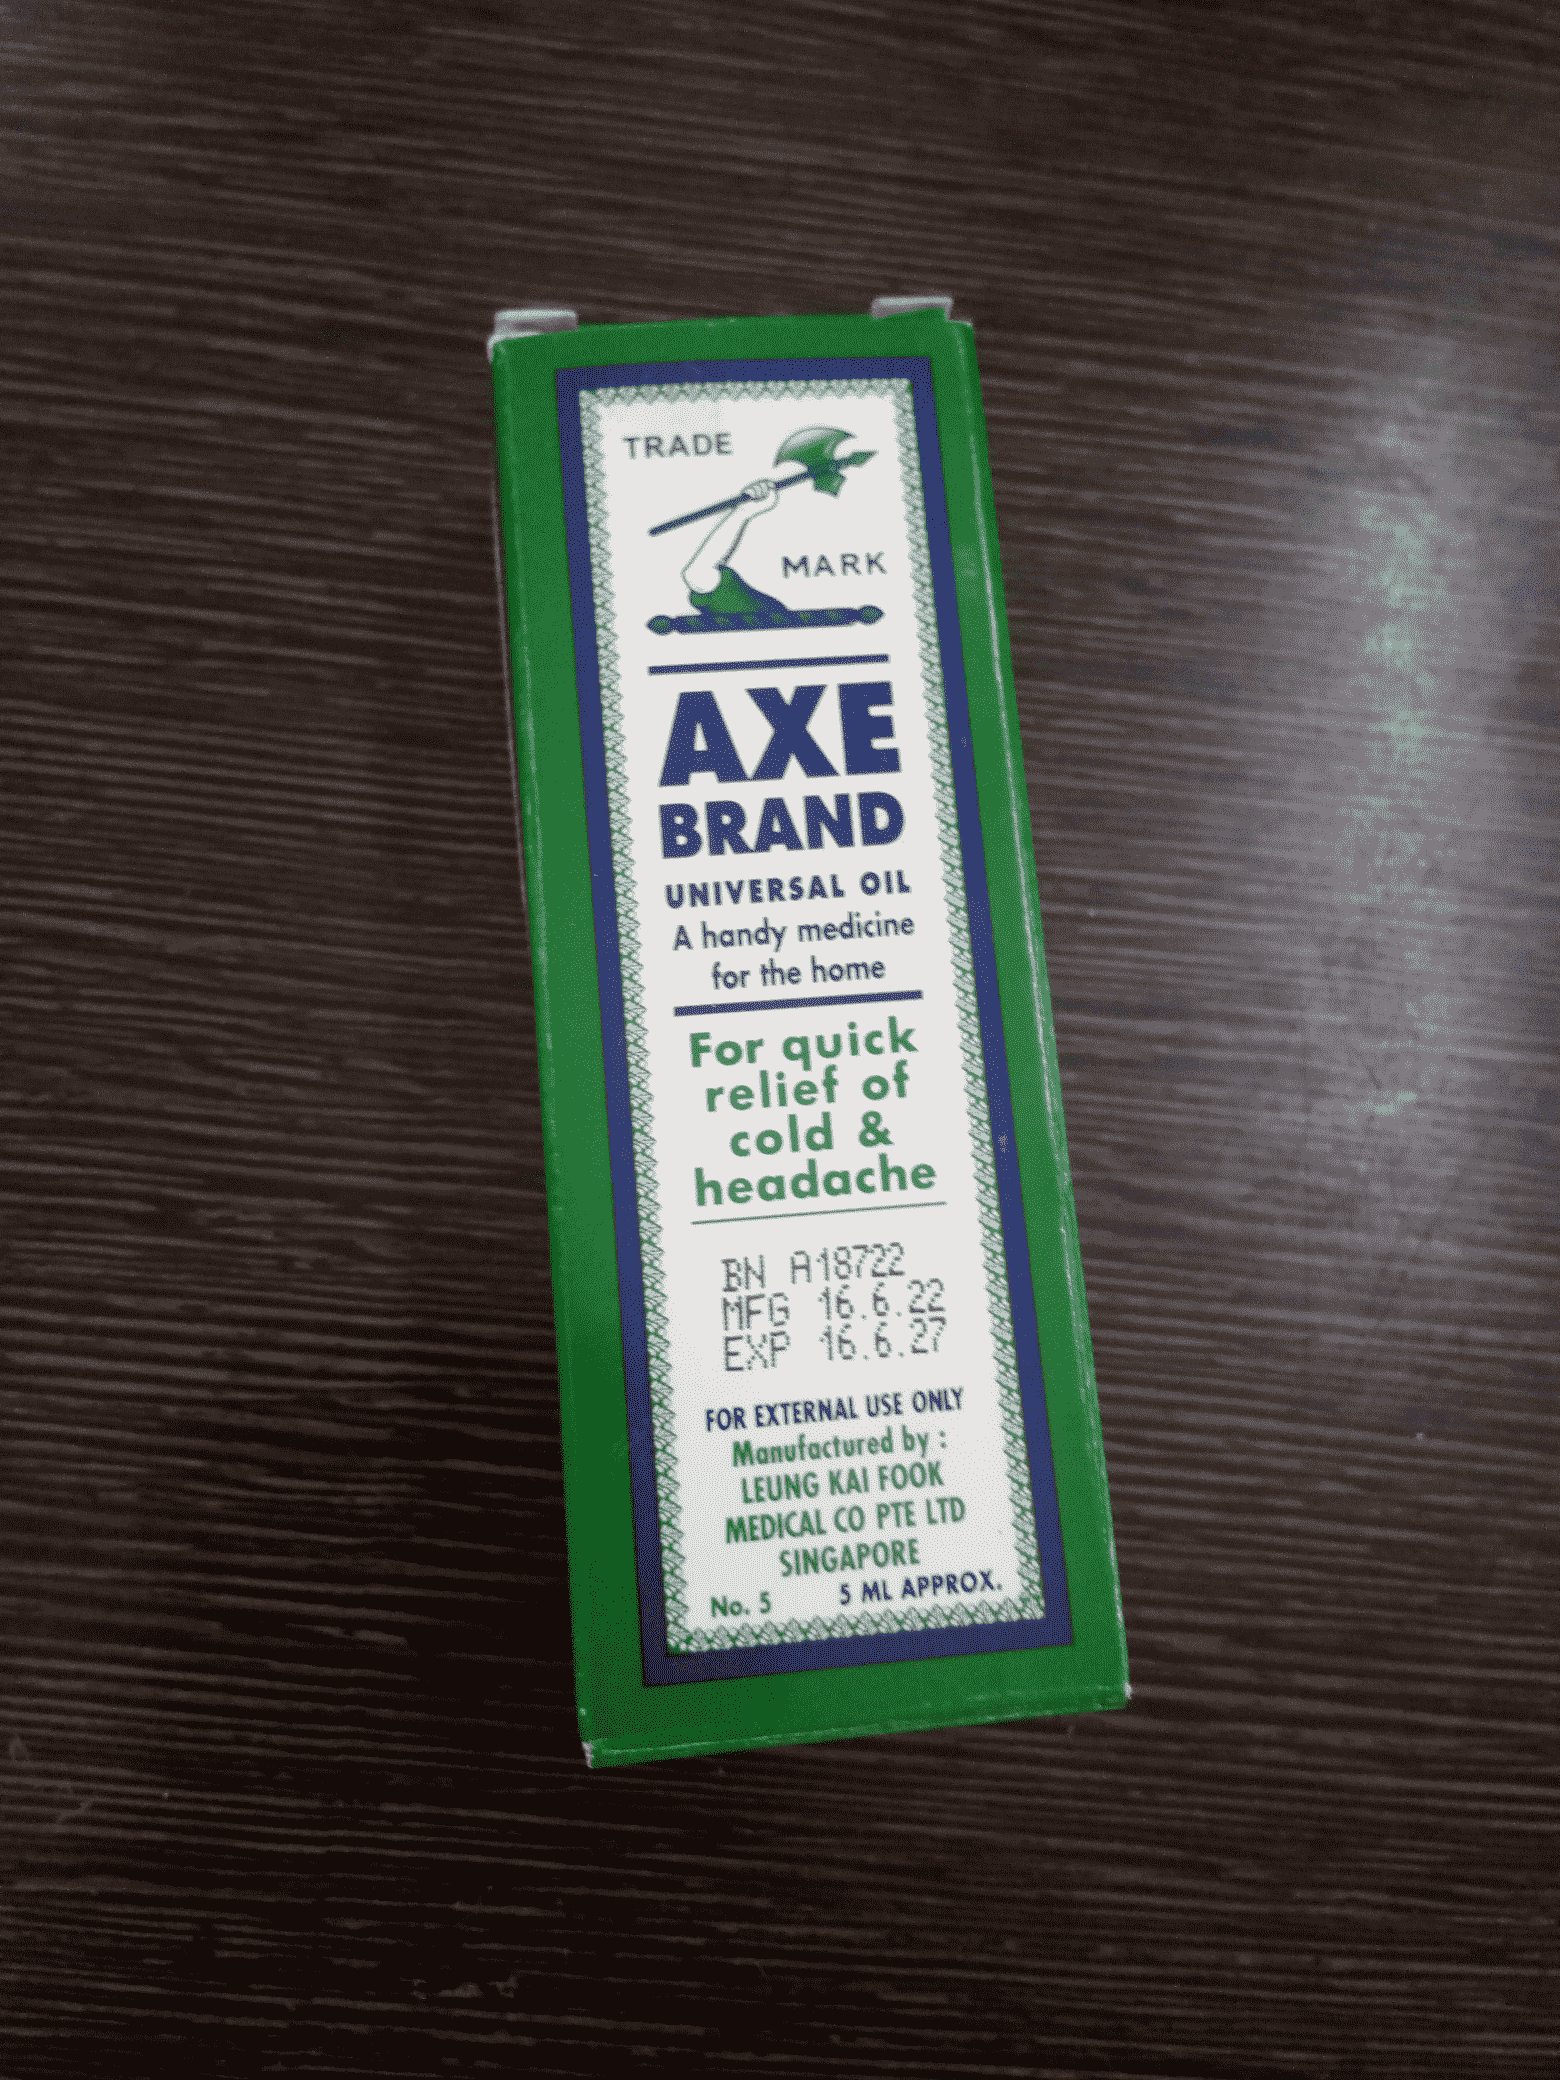 TRADE
MARK
AXE
BRAND
UNIVERSAL OIL
A handy medicine
for the home
For quick
relief of
cold &
headache
BN A18722
MFG 16.6.22
EXP 16.6.27
FOR EXTERNAL USE ONLY
Manufactured by :
LEUNG KAI FOOK
MEDICAL CO PTE LTD
SINGAPORE
No. 5 5 ML APPROX.